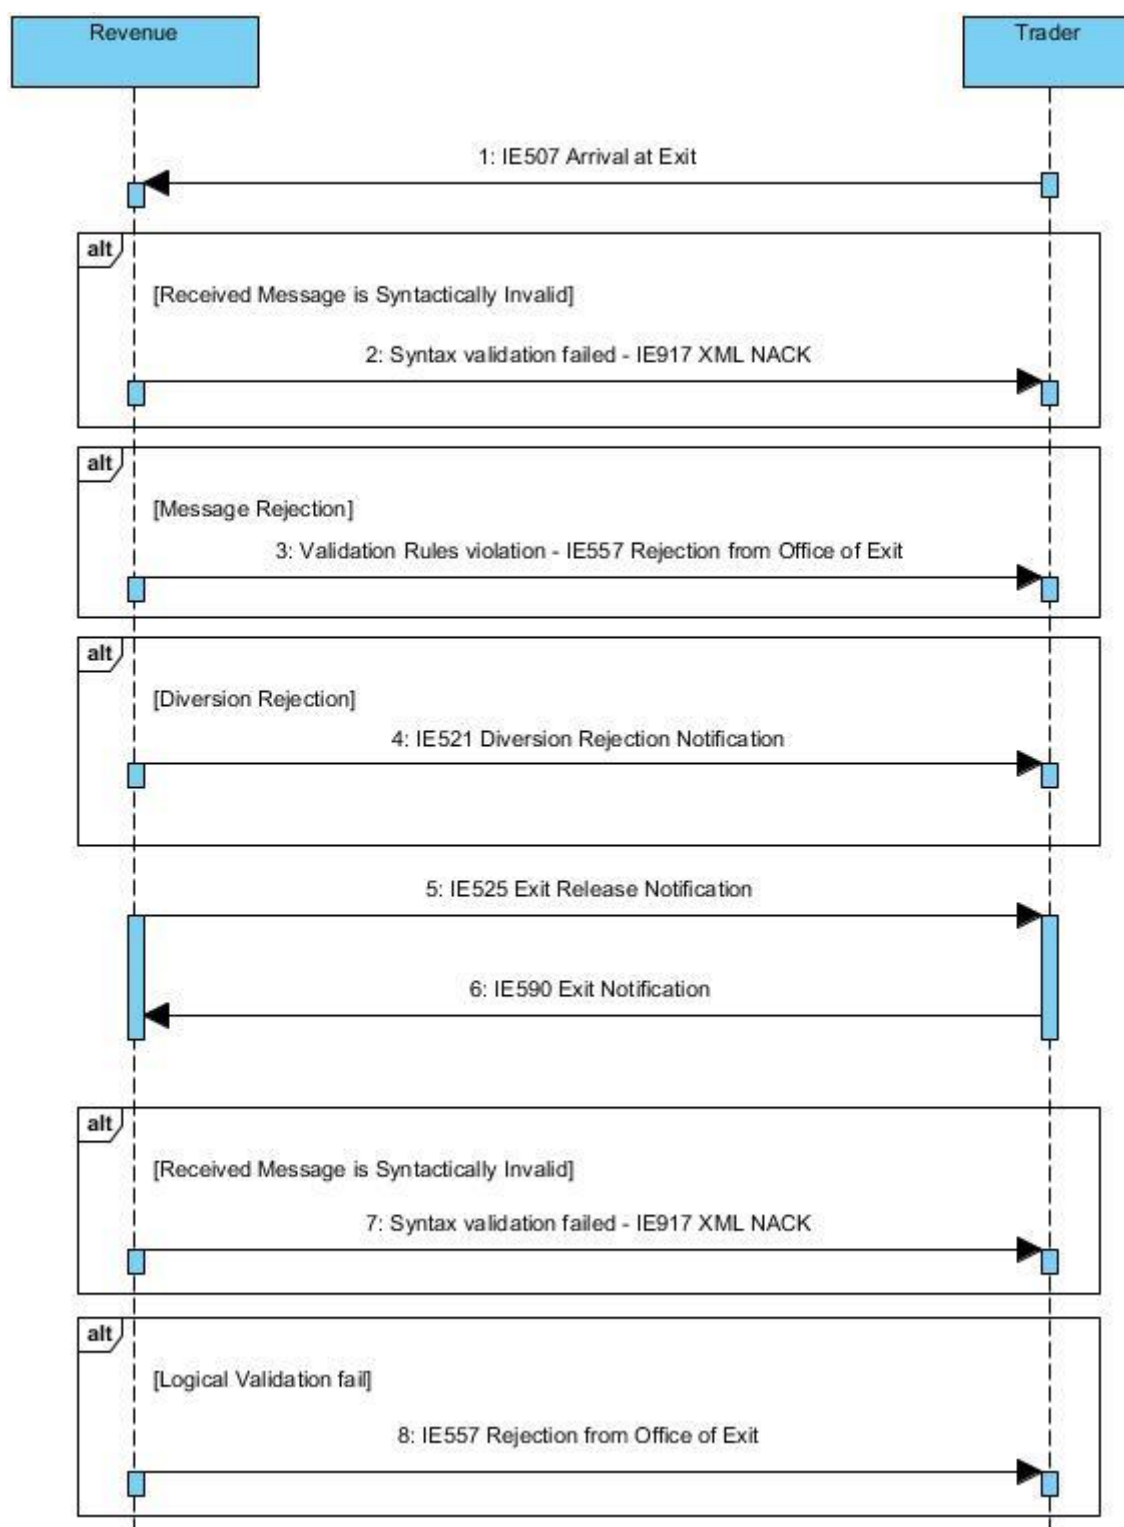 Revenue
Trader
1: IE507 Arrival at Exit
alt
[Received Message is Syntactically Invalid]
2: Syntax validation failed - IE917 XML NACK
alt
[Message Rejection]
3: Validation Rules violation - IE557 Rejection from Office of Exit
alt
[Diversion Rejection]
4: IE521 Diversion Rejection Notification
5: IE525 Exit Release Notification
6: IE590 Exit Notification
alt
[Received Message is Syntactically Invalid]
7: Syntax validation failed - IE917 XML NACK
alt
[Logical Validation fail]
8: IE557 Rejection from Office of Exit